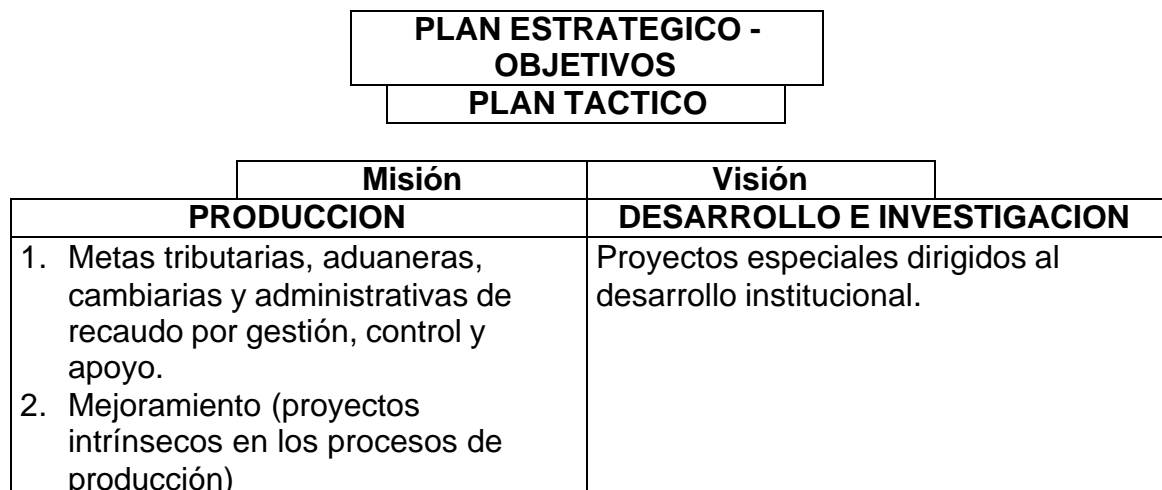 PLAN ESTRATEGICO -
OBJETIVOS
PLAN TACTICO
Misión Visión
PRODUCCION DESARROLLO E INVESTIGACION
1. Metas tributarias, aduaneras,
cambiarias y administrativas de
recaudo por gestión, control y
apoyo.
2. Mejoramiento (proyectos
intrínsecos en los procesos de
producción)
Proyectos especiales dirigidos al
desarrollo institucional.